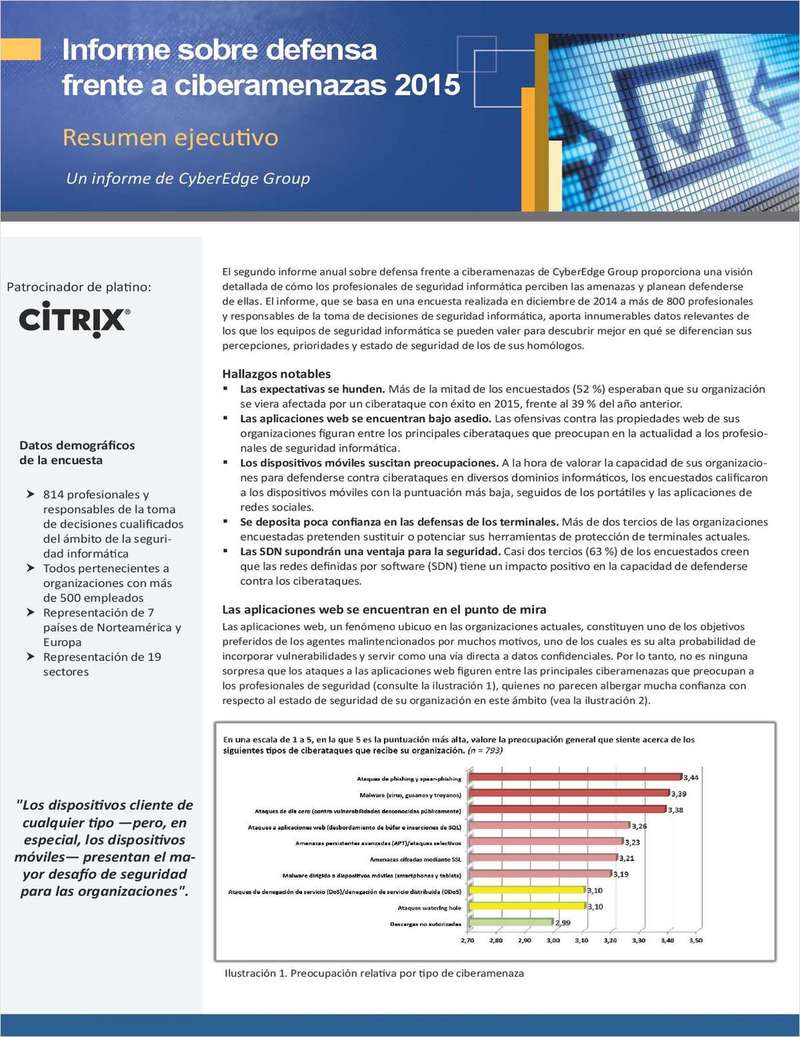 Informe sobre defensa
frente a ciberamenazas 2015
Resumen ejecutivo
Un informe de CyberEdge Group
Patrocinador de platino:
CITRIX®
Datos demográficos
de la encuesta
➤ 814 profesionales y
responsables de la toma
de decisiones cualificados
del ámbito de la seguri-
dad informática
➤ Todos pertenecientes a
organizaciones con más
de 500 empleados
➤ Representación de 7
países de Norteamérica y
Europa
➤ Representación de 19
sectores
"Los dispositivos cliente de
cualquier tipo —pero, en
especial, los dispositivos
móviles— presentan el ma-
yor desafío de seguridad
para las organizaciones".
El segundo informe anual sobre defensa frente a ciberamenazas de CyberEdge Group proporciona una visión
detallada de cómo los profesionales de seguridad informática perciben las amenazas y planean defenderse
de ellas. El informe, que se basa en una encuesta realizada en diciembre de 2014 a más de 800 profesionales
y responsables de la toma de decisiones de seguridad informática, aporta innumerables datos relevantes de
los que los equipos de seguridad informática se pueden valer para descubrir mejor en qué se diferencian sus
percepciones, prioridades y estado de seguridad de los de sus homólogos.
Hallazgos notables
▪ Las expectativas se hunden. Más de la mitad de los encuestados (52 %) esperaban que su organización
se viera afectada por un ciberataque con éxito en 2015, frente al 39 % del año anterior.
▪ Las aplicaciones web se encuentran bajo asedio. Las ofensivas contra las propiedades web de sus
organizaciones figuran entre los principales ciberataques que preocupan en la actualidad a los profesio-
nales de seguridad informática.
▪ Los dispositivos móviles suscitan preocupaciones. A la hora de valorar la capacidad de sus organizacio-
nes para defenderse contra ciberataques en diversos dominios informáticos, los encuestados calificaron
a los dispositivos móviles con la puntuación más baja, seguidos de los portátiles y las aplicaciones de
redes sociales.
▪ Se deposita poca confianza en las defensas de los terminales. Más de dos tercios de las organizaciones
encuestadas pretenden sustituir o potenciar sus herramientas de protección de terminales actuales.
▪ Las SDN supondrán una ventaja para la seguridad. Casi dos tercios (63 %) de los encuestados creen
que las redes definidas por software (SDN) tiene un impacto positivo en la capacidad de defenderse
contra los ciberataques.
Las aplicaciones web se encuentran en el punto de mira
Las aplicaciones web, un fenómeno ubicuo en las organizaciones actuales, constituyen uno de los objetivos
preferidos de los agentes malintencionados por muchos motivos, uno de los cuales es su alta probabilidad de
incorporar vulnerabilidades y servir como una vía directa a datos confidenciales. Por lo tanto, no es ninguna
sorpresa que los ataques a las aplicaciones web figuren entre las principales ciberamenazas que preocupan a
los profesionales de seguridad (consulte la ilustración 1), quienes no parecen albergar mucha confianza con
respecto al estado de seguridad de su organización en este ámbito (vea la ilustración 2).
En una escala de 1 a 5, en la que 5 es la puntuación más alta, valore la preocupación general que siente acerca de los
siguientes tipos de ciberataques que recibe su organización. (n = 793)
Ataques de phishing y spear-phishing 3,44
Malware (virus, gusanos y troyanos) 3,39
Ataques de día cero (contra vulnerabilidades desconocidas públicamente) 3,38
Ataques a aplicaciones web (desbordamiento de búfer o inserciones de SQL) 3,26
Amenazas persistentes avanzadas (APT)/ataques selectivos 3,23
Amenazas cifradas mediante SSL 3,21
Malware dirigido a dispositivos móviles (smartphones y tablets) 3,19
Ataques de denegación de servicio (DoS)/denegación de servicio distribuida (DDoS) 3,10
Ataques watering hole 3,10
Descargas no autorizadas 2,99
2,70 2,80 2,90 3,00 3,10 3,20 3,30 3,40 3,50
Ilustración 1. Preocupación relativa por tipo de ciberamenaza